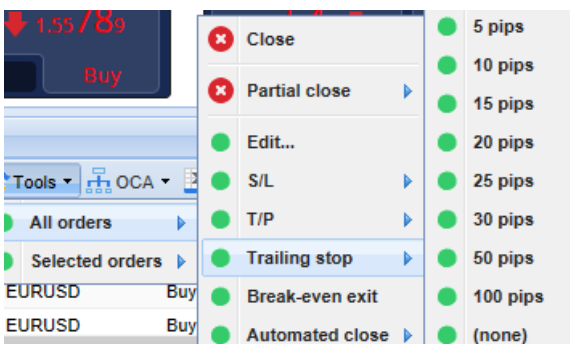 1.55789
Buy
Tools
OCA
All orders
Selected orders
EURUSD Buy
EURUSD Buy
Close
Partial close
Edit...
S/L
T/P
Trailing stop
Break-even exit
Automated close
5 pips
10 pips
15 pips
20 pips
25 pips
30 pips
50 pips
100 pips
(none)